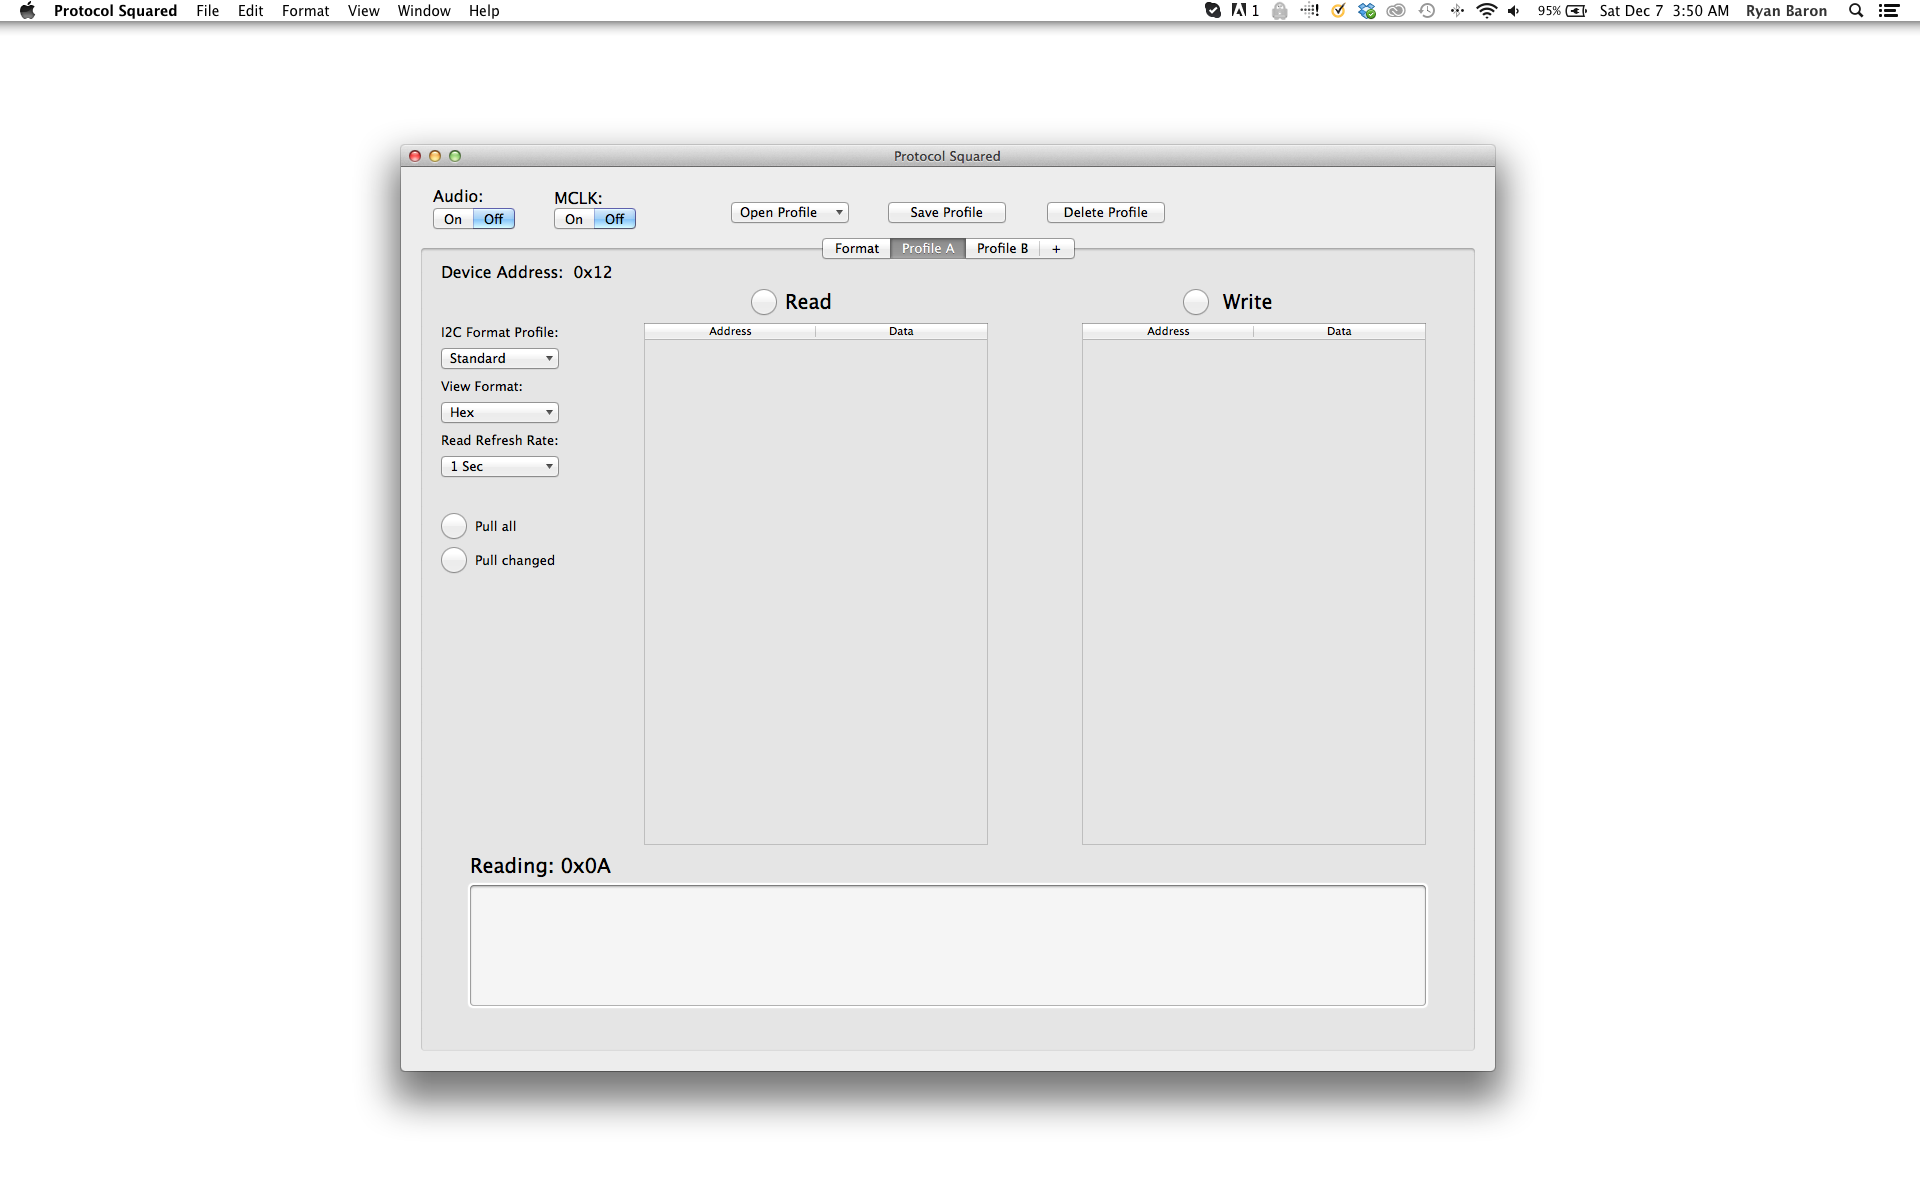 Protocol Squared File Edit Format View Window Help 1 95% Sat Dec 7 3:50 AM Ryan Baron
Protocol Squared
Audio: MCLK:
On Off On Off Open Profile Save Profile Delete Profile
Format Profile A Profile B +
Device Address: 0x12
Read Write
I2C Format Profile: Address Data Address Data
Standard
View Format:
Hex
Read Refresh Rate:
1 Sec
Pull all
Pull changed
Reading: 0x0A